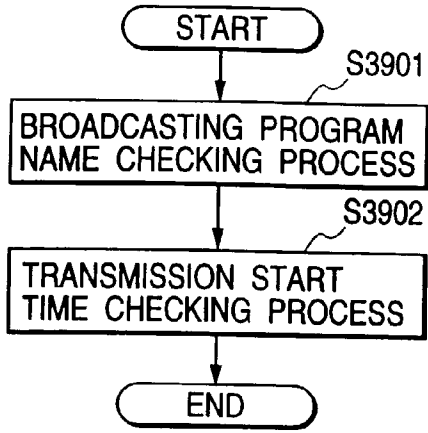 START
S3901
BROADCASTING PROGRAM
NAME CHECKING PROCESS
S3902
TRANSMISSION START
TIME CHECKING PROCESS
END